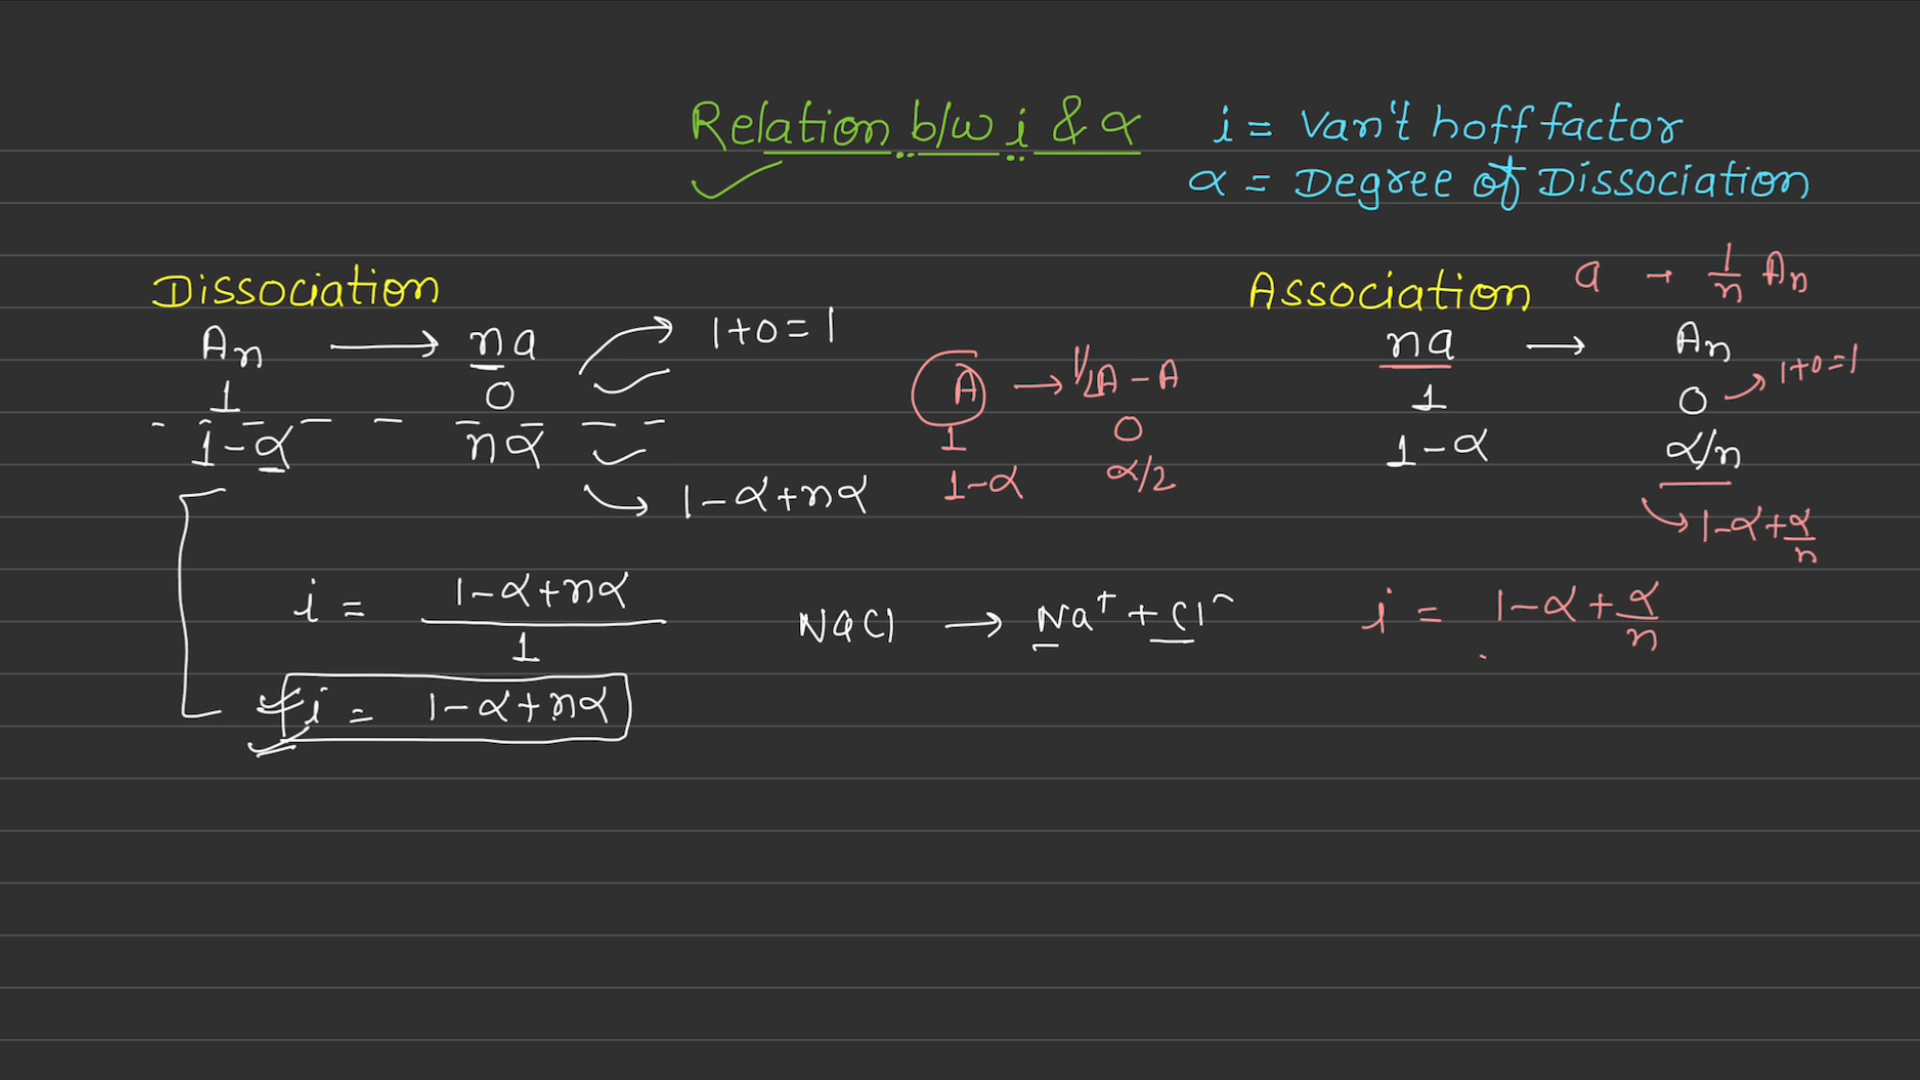 Relation b/w i & α
i = Van't hoff factor
α = Degree of Dissociation
Dissociation
An → na
1 0
1-α nα
1+0=1
1-α+nα
i = 1-α+nα / 1
i = 1-α+nα
A → 1/2A-A
1 0
1-α α/2
NaCl → Na⁺ + Cl⁻
Association
a → 1/n An
na → An
1 0
1+0=1
1-α α/n
1-α+α/n
i = 1-α+α/n